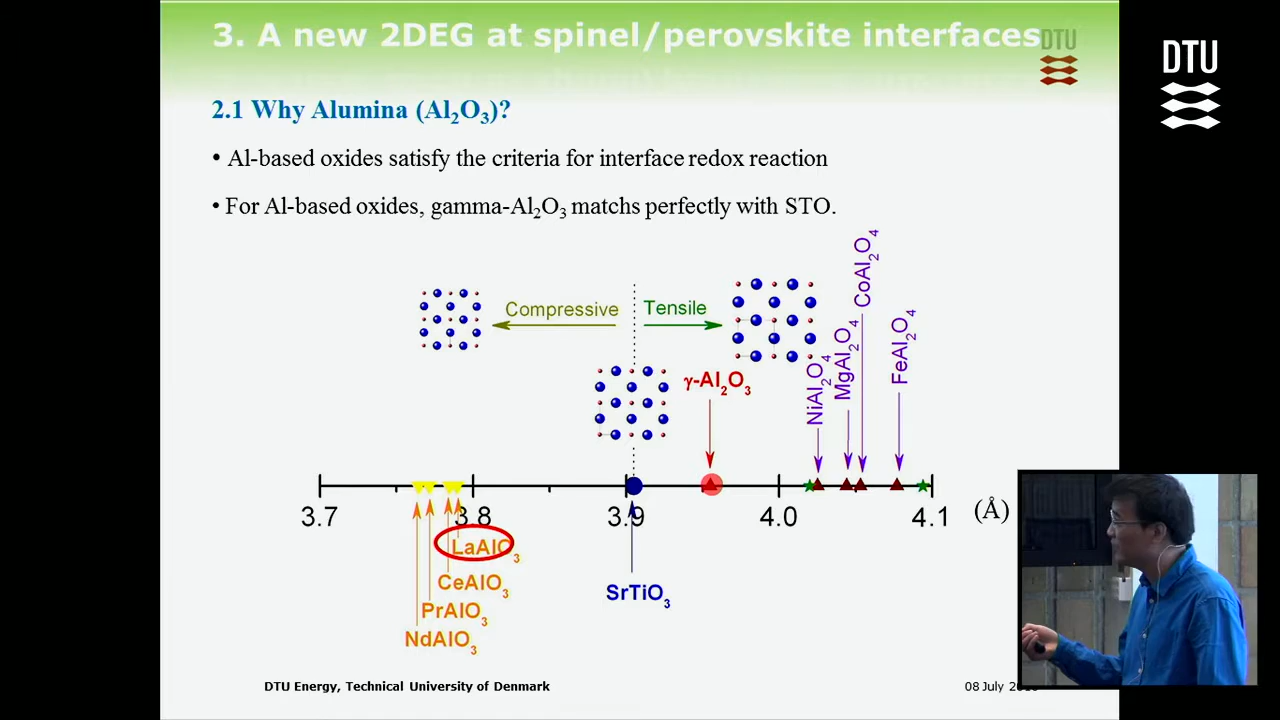 3. A new 2DEG at spinel/perovskite interfaces
DTU
DTU
2.1 Why Alumina (Al₂O₃)?
• Al-based oxides satisfy the criteria for interface redox reaction
• For Al-based oxides, gamma-Al₂O₃ matchs perfectly with STO.
Compressive
Tensile
γ-Al₂O₃
NiAl₂O₄
MgAl₂O₄
CoAl₂O₄
FeAl₂O₄
3.7
3.8
3.9
4.0
4.1
(Å)
LaAlO₃
CeAlO₃
PrAlO₃
NdAlO₃
SrTiO₃
DTU Energy, Technical University of Denmark
08 July